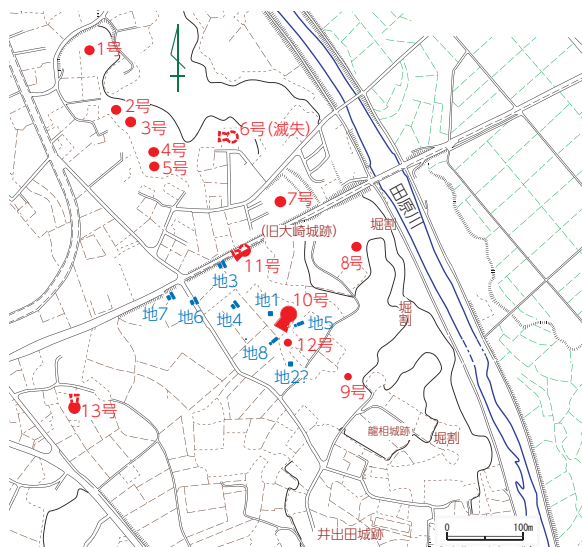 1号
2号
3号
4号
5号
6号(滅失)
7号
(旧大崎城跡)
堀割
田原川
8号
11号
地3
堀割
地7
地6
地4
地1
10号
地5
12号
地8
地2?
9号
13号
龍相城跡
堀割
井出田城跡
0
100m